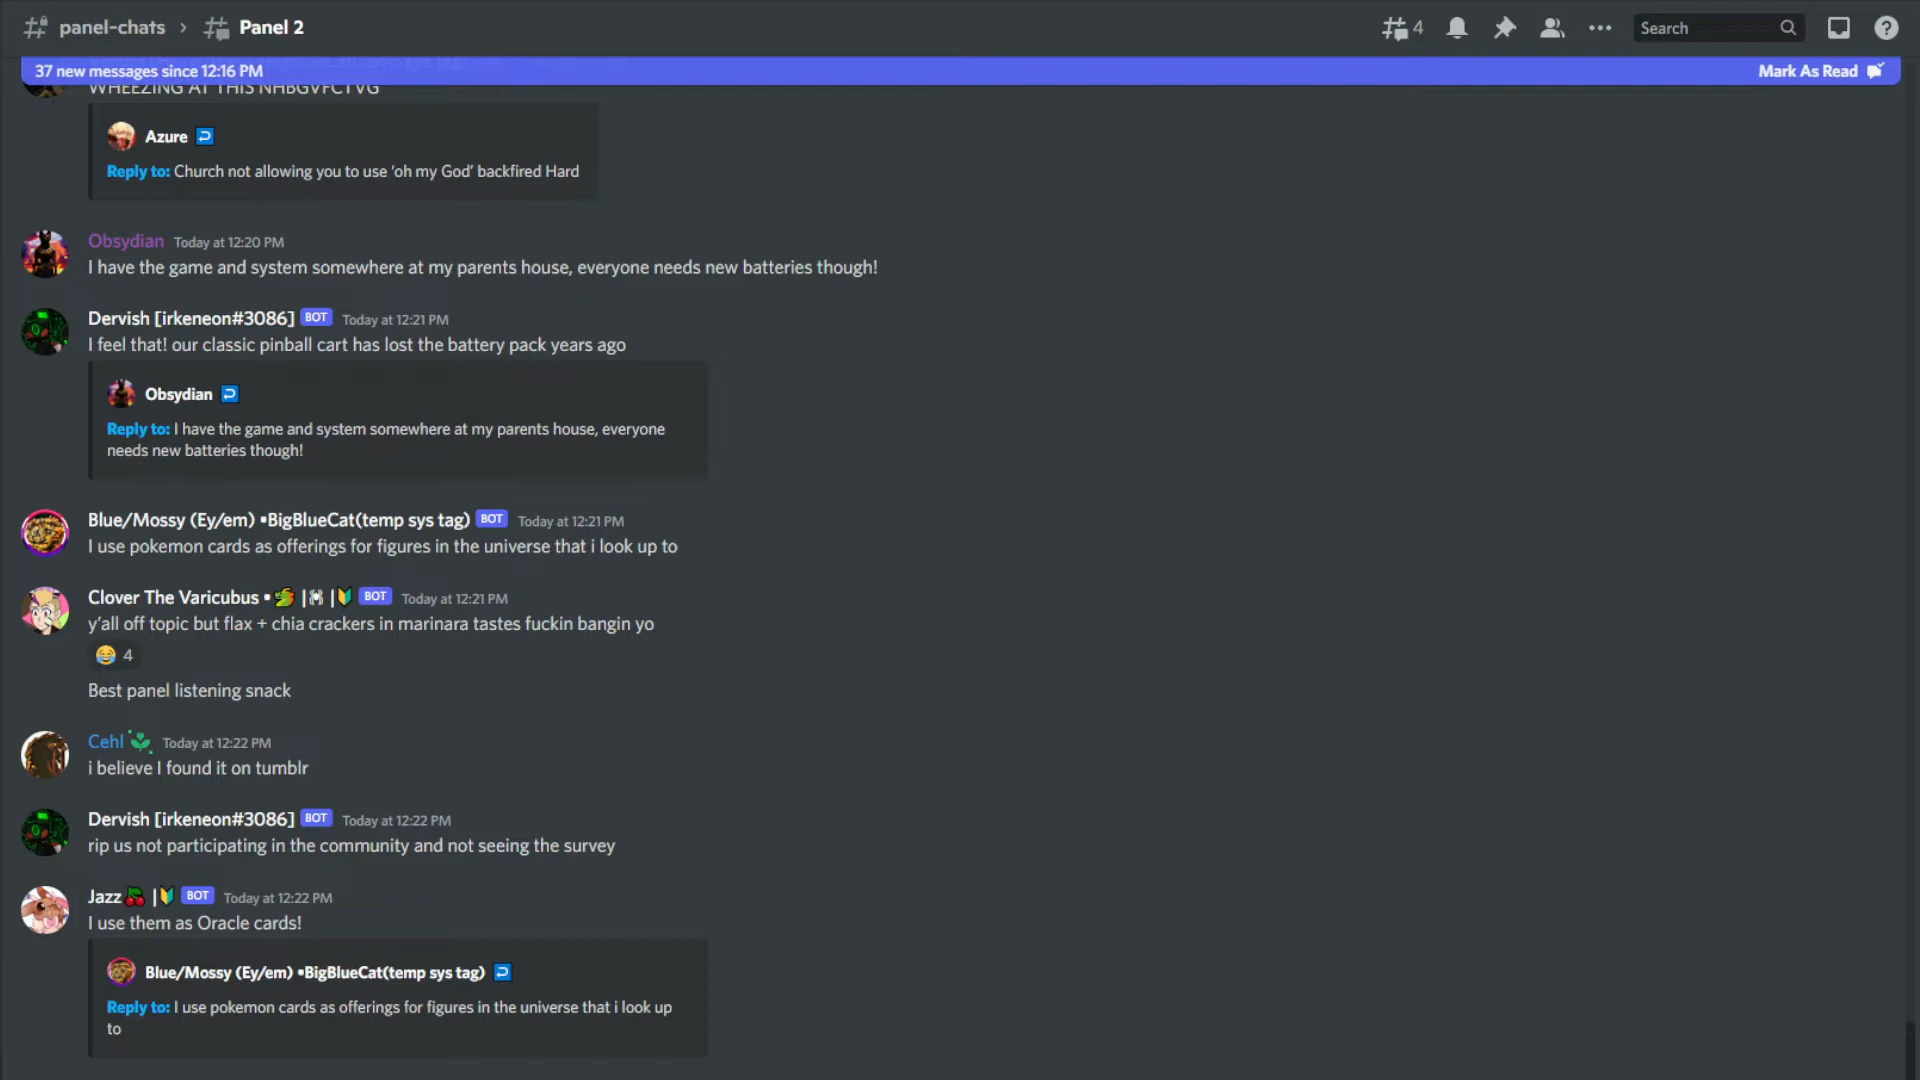 panel-chats › Panel 2
4
Search
37 new messages since 12:16 PM
Mark As Read
WHEEZING AT THIS NHBGVFCTVG
Azure
Reply to: Church not allowing you to use ‘oh my God’ backfired Hard
Obsydian Today at 12:20 PM
I have the game and system somewhere at my parents house, everyone needs new batteries though!
Dervish [irkeneon#3086] BOT Today at 12:21 PM
I feel that! our classic pinball cart has lost the battery pack years ago
Obsydian
Reply to: I have the game and system somewhere at my parents house, everyone
needs new batteries though!
Blue/Mossy (Ey/em) •BigBlueCat(temp sys tag) BOT Today at 12:21 PM
I use pokemon cards as offerings for figures in the universe that i look up to
Clover The Varicubus • 🐲 |🕷 |🔰 BOT Today at 12:21 PM
y'all off topic but flax + chia crackers in marinara tastes fuckin bangin yo
😂 4
Best panel listening snack
Cehl Today at 12:22 PM
i believe I found it on tumblr
Dervish [irkeneon#3086] BOT Today at 12:22 PM
rip us not participating in the community and not seeing the survey
Jazz🍒 |🔰 BOT Today at 12:22 PM
I use them as Oracle cards!
Blue/Mossy (Ey/em) •BigBlueCat(temp sys tag)
Reply to: I use pokemon cards as offerings for figures in the universe that i look up
to